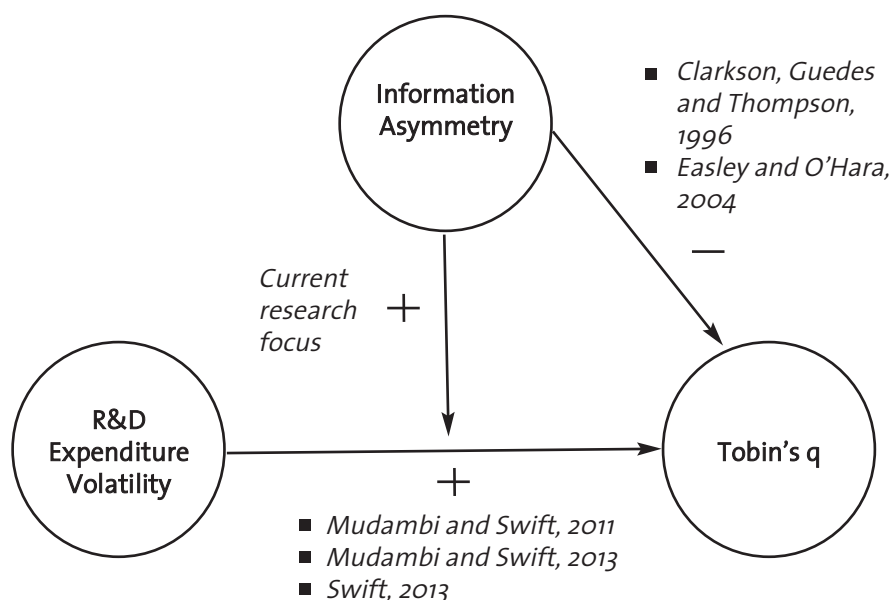 Information
Asymmetry
■ Clarkson, Guedes
and Thompson,
1996
■ Easley and O'Hara,
2004
—
Current
research
focus
+
R&D
Expenditure
Volatility
Tobin's q
+
■ Mudambi and Swift, 2011
■ Mudambi and Swift, 2013
■ Swift, 2013